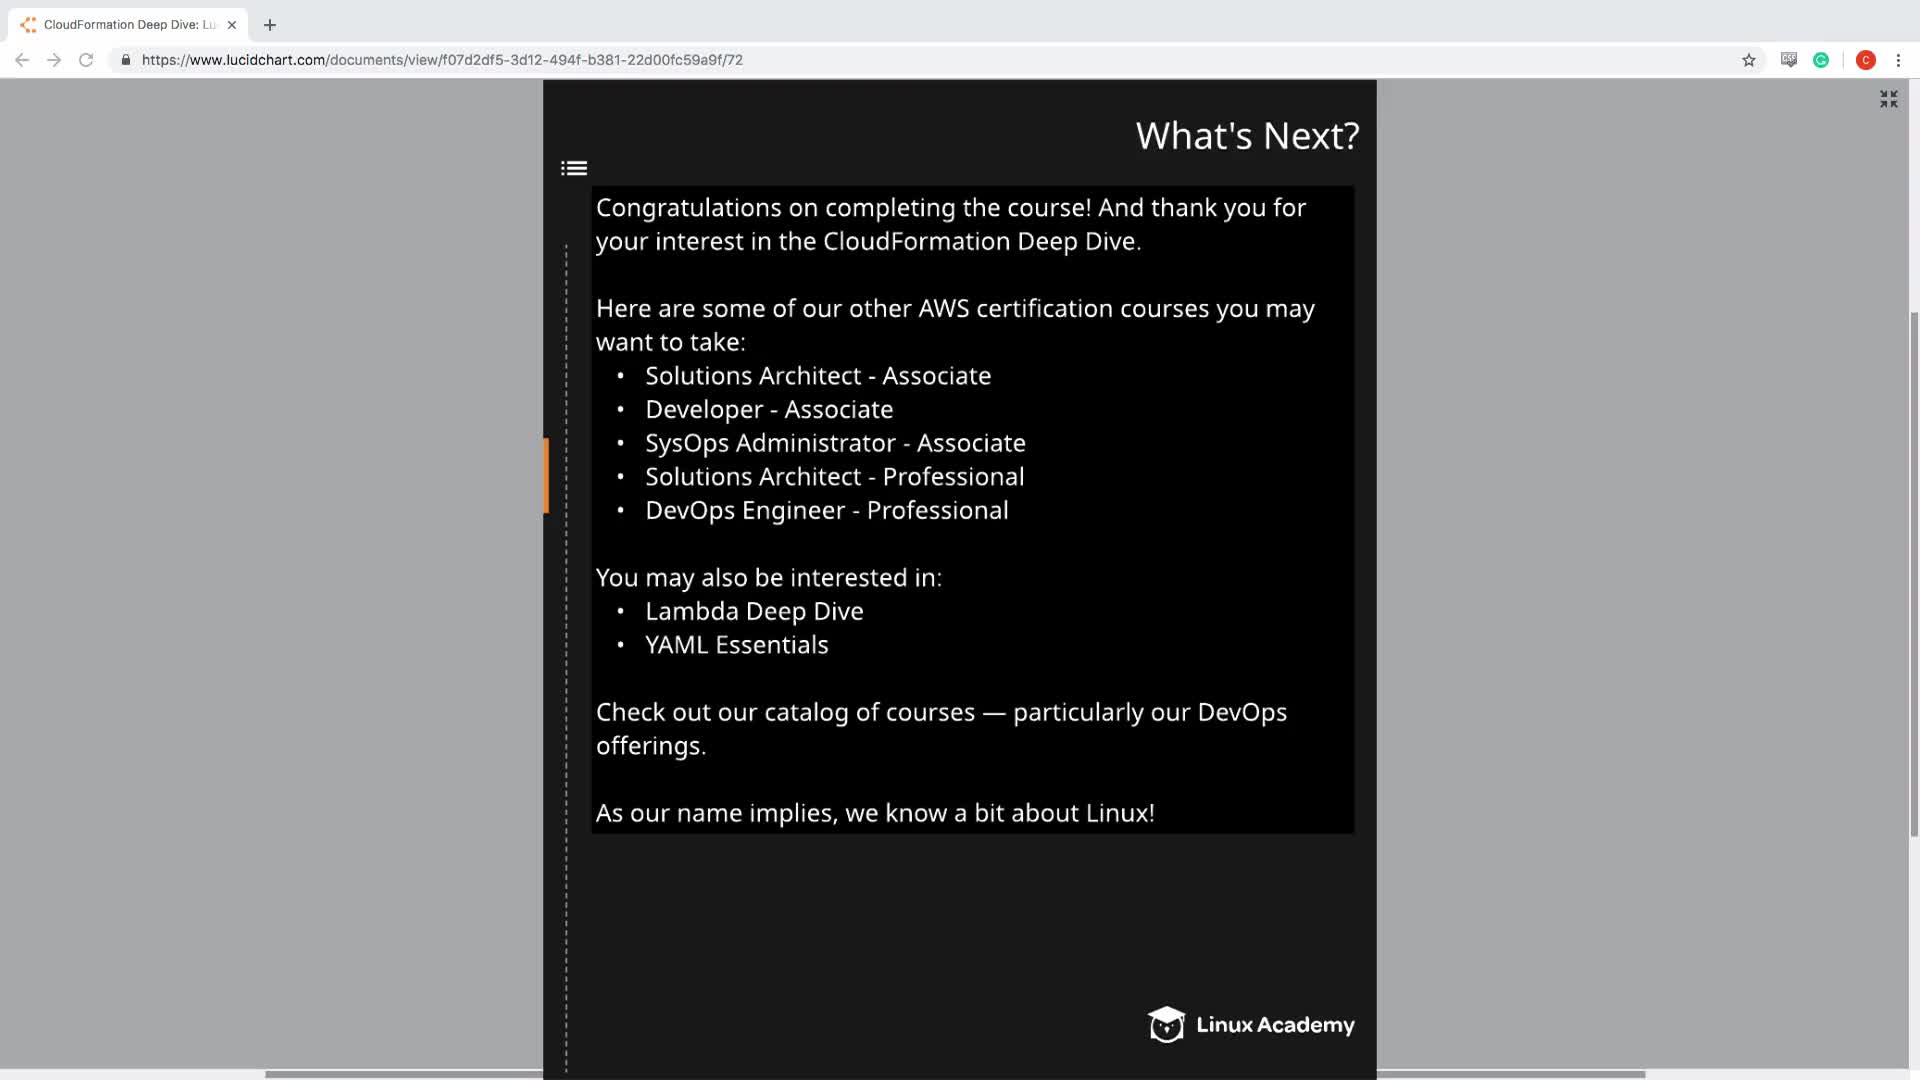 CloudFormation Deep Dive: Lu
https://www.lucidchart.com/documents/view/f07d2df5-3d12-494f-b381-22d00fc59a9f/72
C
What's Next?
Congratulations on completing the course! And thank you for
your interest in the CloudFormation Deep Dive.
Here are some of our other AWS certification courses you may
want to take:
• Solutions Architect - Associate
• Developer - Associate
• SysOps Administrator - Associate
• Solutions Architect - Professional
• DevOps Engineer - Professional
You may also be interested in:
• Lambda Deep Dive
• YAML Essentials
Check out our catalog of courses — particularly our DevOps
offerings.
As our name implies, we know a bit about Linux!
Linux Academy